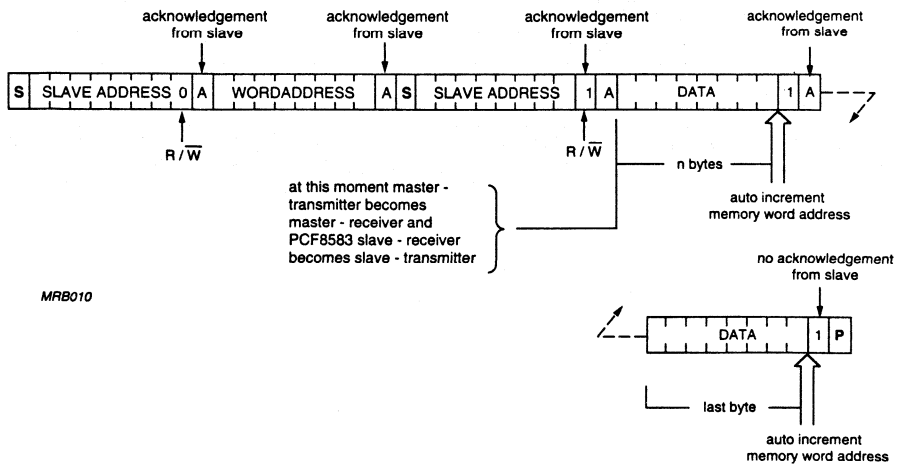 acknowledgement
from slave
acknowledgement
from slave
acknowledgement
from slave
acknowledgement
from slave
S SLAVE ADDRESS 0 A WORDADDRESS A S SLAVE ADDRESS 1 A DATA 1 A
R / W̅
R / W̅
n bytes
auto increment
memory word address
at this moment master -
transmitter becomes
master - receiver and
PCF8583 slave - receiver
becomes slave - transmitter
no acknowledgement
from slave
MRB010
DATA 1 P
last byte
auto increment
memory word address